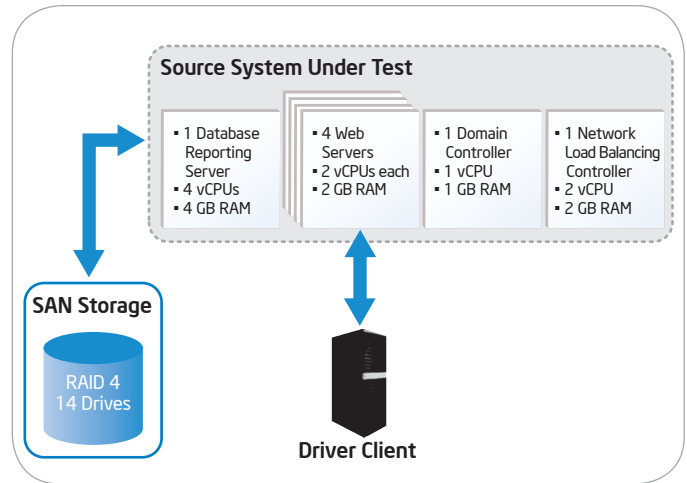 Source System Under Test
▪ 1 Database
Reporting
Server
▪ 4 vCPUs
▪ 4 GB RAM
▪ 4 Web
Servers
▪ 2 vCPUs each
▪ 2 GB RAM
▪ 1 Domain
Controller
▪ 1 vCPU
▪ 1 GB RAM
▪ 1 Network
Load Balancing
Controller
▪ 2 vCPU
▪ 2 GB RAM
SAN Storage
RAID 4
14 Drives
Driver Client